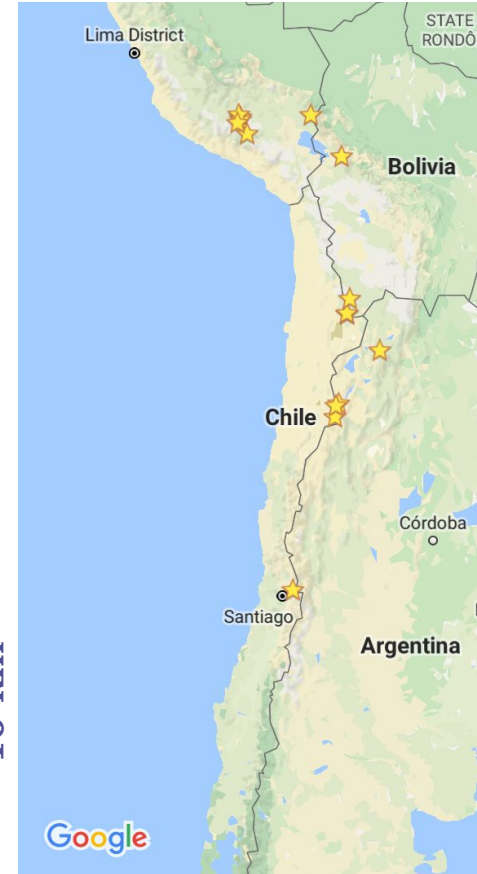 STATE
RONDÔ
Lima District
Bolivia
Chile
Córdoba
Santiago
Argentina
Google